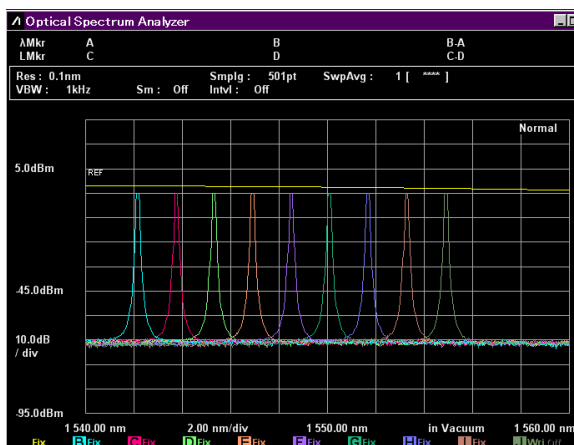 Optical Spectrum Analyzer
λMkr A B B-A
LMkr C D C-D
Res : 0.1nm Smplg : 501pt SwpAvg : 1 [ **** ]
VBW : 1kHz Sm : Off Intvl : Off
Normal
5.0dBm
REF
-45.0dBm
10.0dB
/ div
-95.0dBm
1 540.00 nm 2.00 nm/div 1 550.00 nm in Vacuum 1 560.00 nm
Fix B Fix C Fix D Fix E Fix F Fix G Fix H Fix I Fix J Wri Off